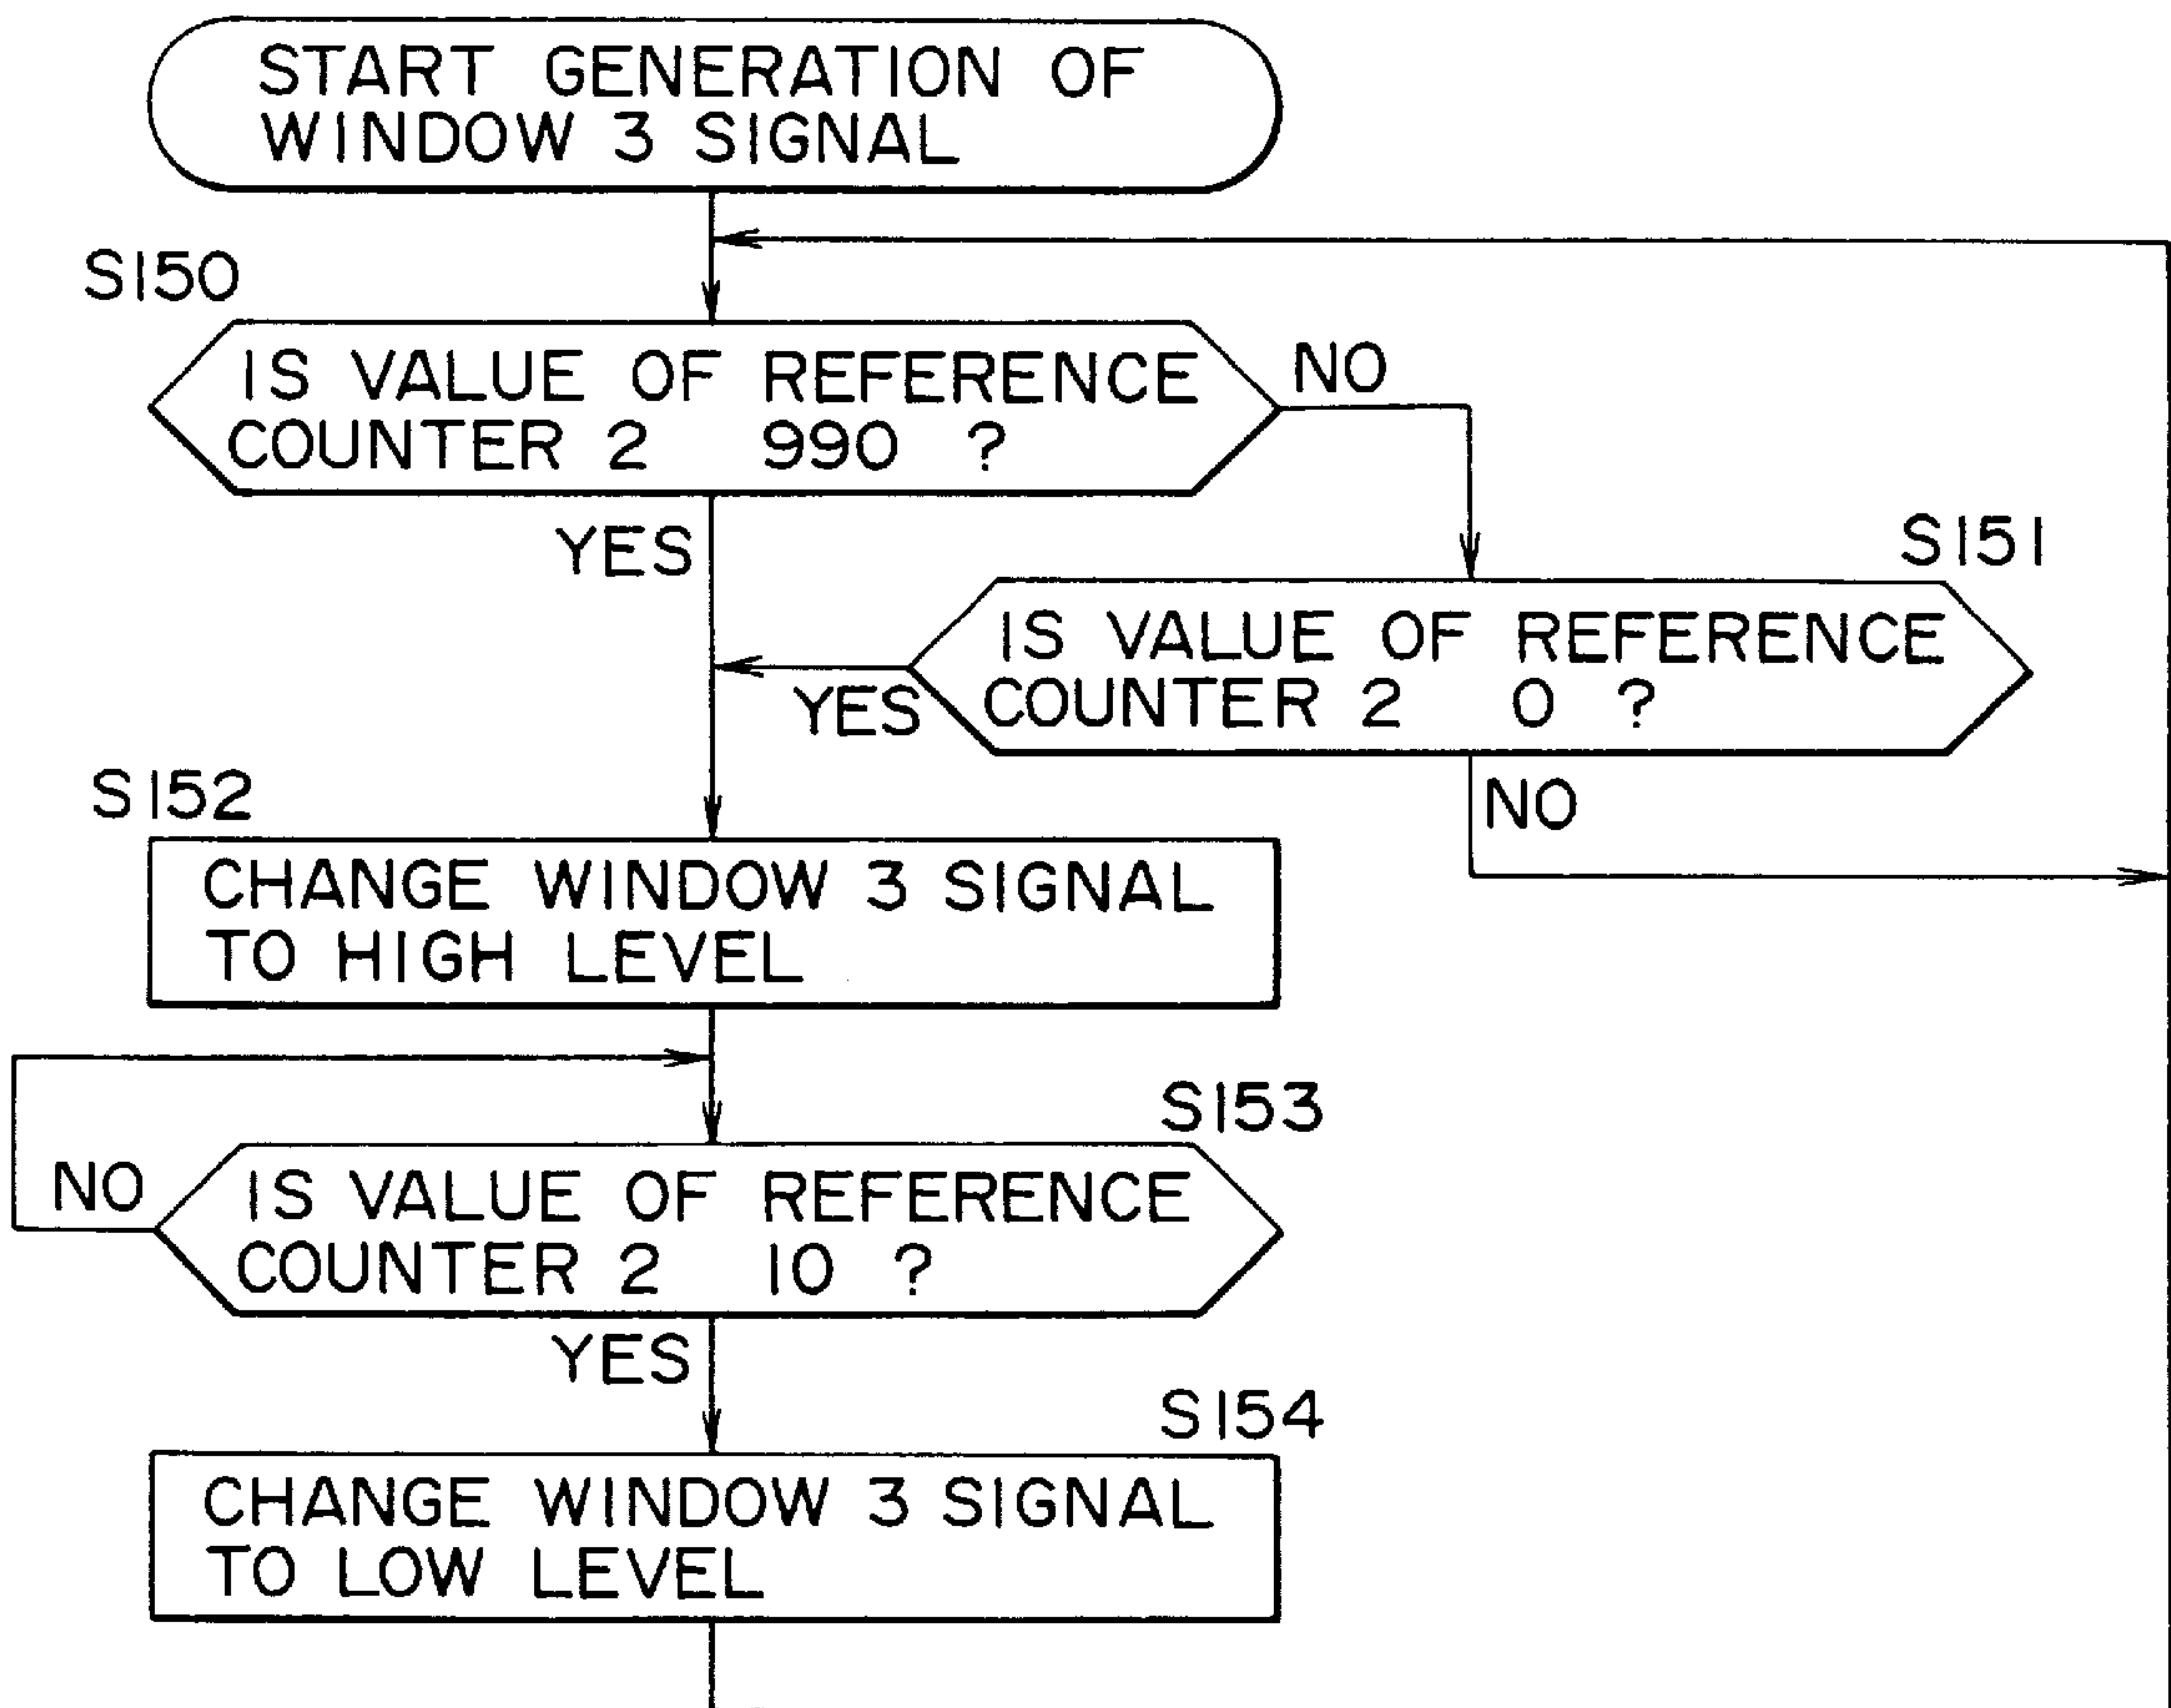 START GENERATION OF
WINDOW 3 SIGNAL
S150
IS VALUE OF REFERENCE
COUNTER 2 990 ?
NO
YES
S151
IS VALUE OF REFERENCE
COUNTER 2 0 ?
YES
NO
S152
CHANGE WINDOW 3 SIGNAL
TO HIGH LEVEL
S153
NO
IS VALUE OF REFERENCE
COUNTER 2 10 ?
YES
S154
CHANGE WINDOW 3 SIGNAL
TO LOW LEVEL